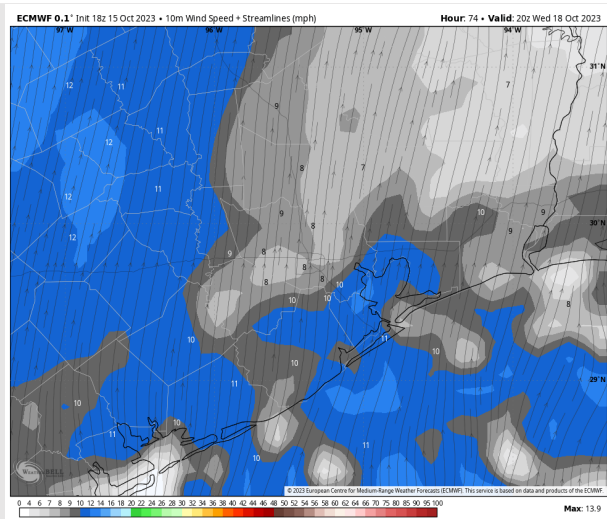 ECMWF 0.1° Init 18z 15 Oct 2023 • 10m Wind Speed + Streamlines (mph) Hour: 74 • Valid: 20z Wed 18 Oct 2023
97°W 96°W 95°W 94°W
31°N
12 11 7
9
11
12
8 7
12 11
9 10 9
12 8 30°N
9
9 8
8
8 8 10
10 10 8
11
10
10
10
11 29°N
10
10
11 11
10
WeatherBELL
© 2023 European Centre for Medium-Range Weather Forecasts (ECMWF). This service is based on data and products of the ECMWF
0 4 6 7 8 9 10 12 14 16 18 20 22 24 26 28 30 32 34 36 38 40 42 44 46 48 50 52 54 56 58 60 62 64 66 70 75 80 85 90 95 100
Max: 13.9